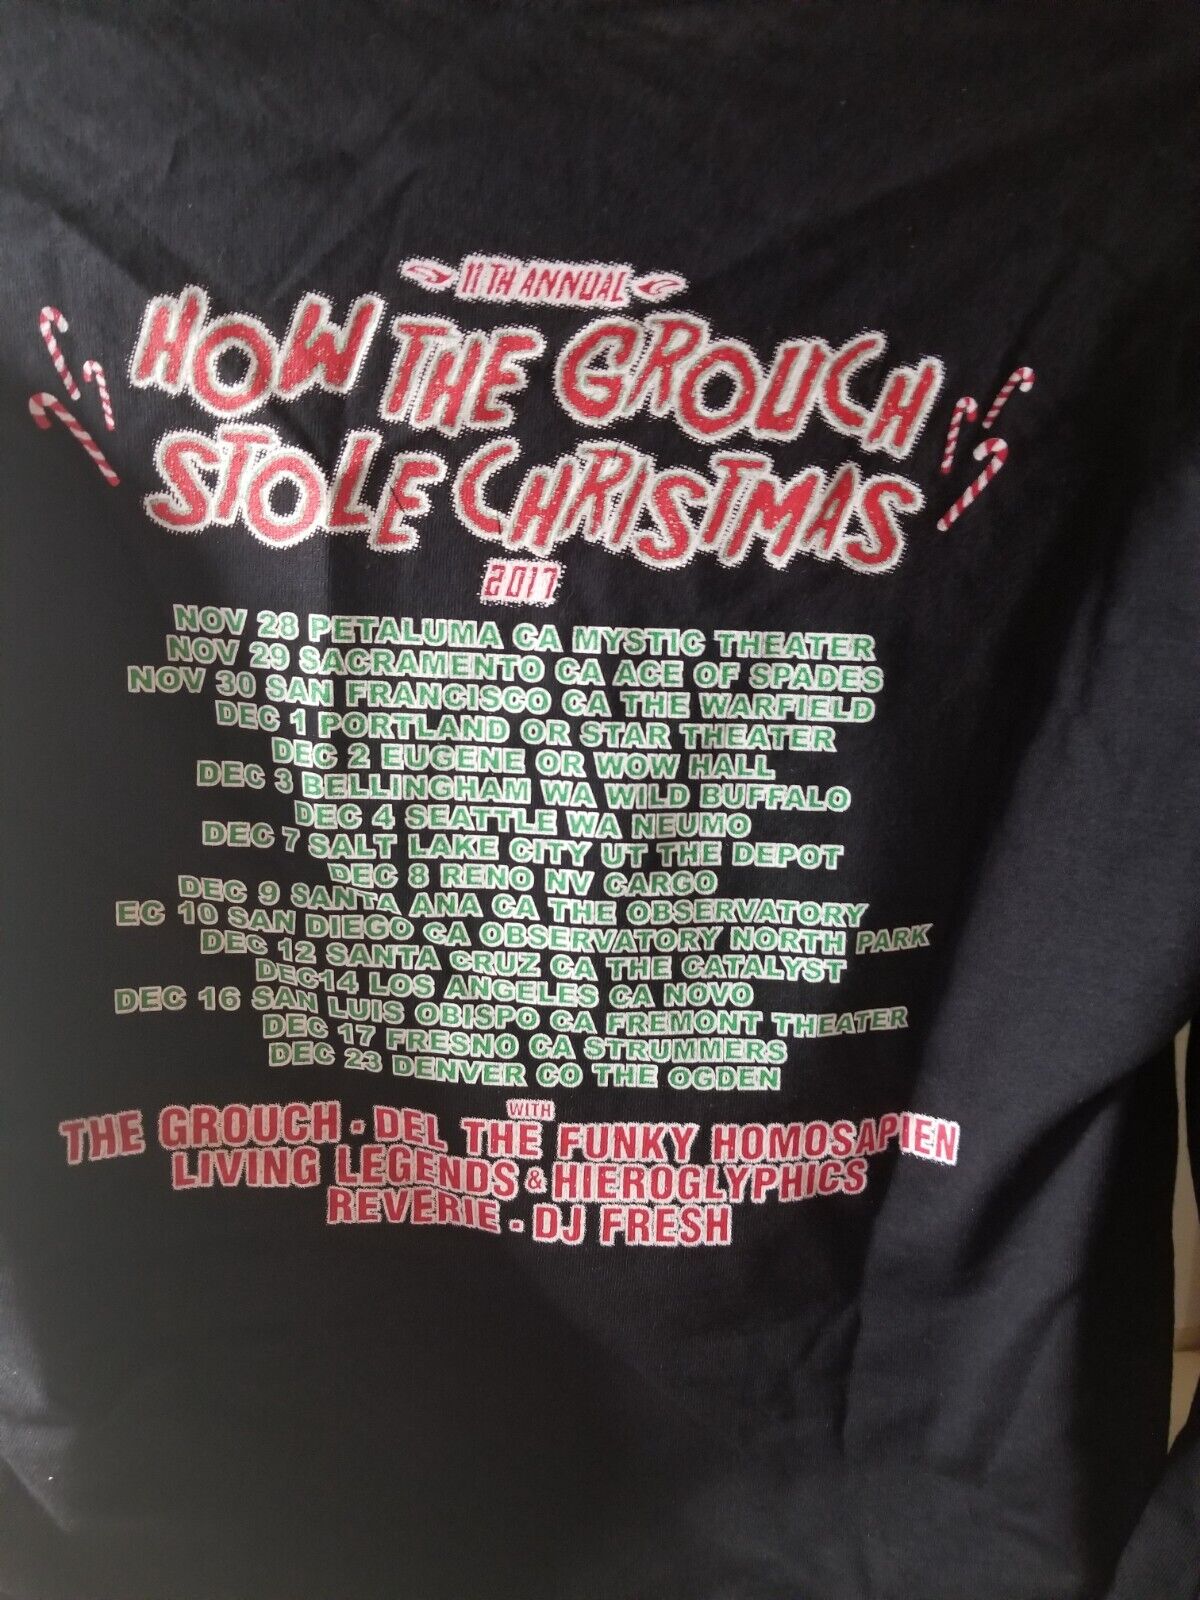 11TH ANNUAL
HOW THE GROUCH
STOLE CHRISTMAS
2017
NOV 28 PETALUMA CA MYSTIC THEATER
NOV 29 SACRAMENTO CA ACE OF SPADES
NOV 30 SAN FRANCISCO CA THE WARFIELD
DEC 1 PORTLAND OR STAR THEATER
DEC 2 EUGENE OR WOW HALL
DEC 3 BELLINGHAM WA WILD BUFFALO
DEC 4 SEATTLE WA NEUMO
DEC 7 SALT LAKE CITY UT THE DEPOT
DEC 8 RENO NV CARGO
DEC 9 SANTA ANA CA THE OBSERVATORY
EC 10 SAN DIEGO CA OBSERVATORY NORTH PARK
DEC 12 SANTA CRUZ CA THE CATALYST
DEC14 LOS ANGELES CA NOVO
DEC 16 SAN LUIS OBISPO CA FREMONT THEATER
DEC 17 FRESNO CA STRUMMERS
DEC 23 DENVER CO THE OGDEN
WITH
THE GROUCH • DEL THE FUNKY HOMOSAPIEN
LIVING LEGENDS & HIEROGLYPHICS
REVERIE • DJ FRESH